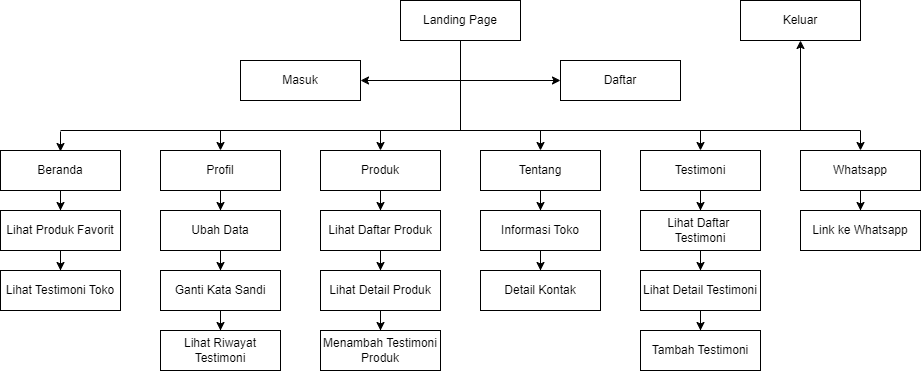 Landing Page
Keluar
Masuk
Daftar
Beranda
Profil
Produk
Tentang
Testimoni
Whatsapp
Lihat Produk Favorit
Ubah Data
Lihat Daftar Produk
Informasi Toko
Lihat Daftar
Testimoni
Link ke Whatsapp
Lihat Testimoni Toko
Ganti Kata Sandi
Lihat Detail Produk
Detail Kontak
Lihat Detail Testimoni
Lihat Riwayat
Testimoni
Menambah Testimoni
Produk
Tambah Testimoni